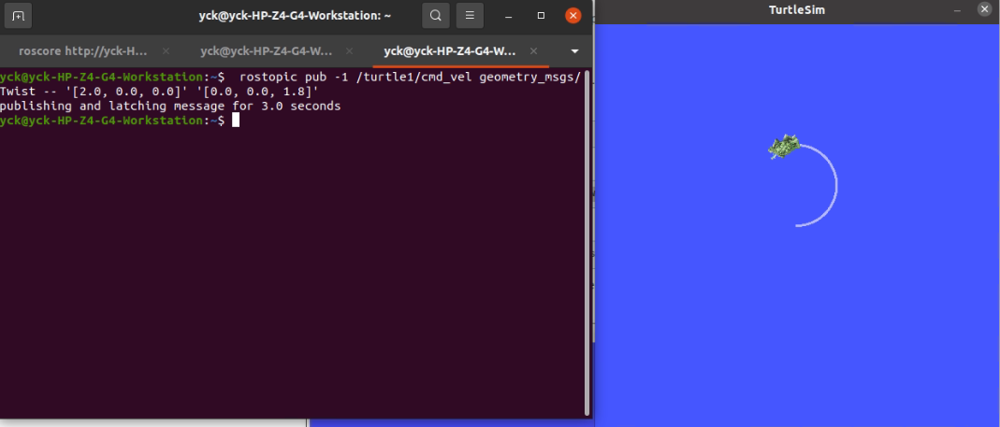 yck@yck-HP-Z4-G4-Workstation: ~
TurtleSim
roscore http://yck-H...
yck@yck-HP-Z4-G4-W...
yck@yck-HP-Z4-G4-W...
yck@yck-HP-Z4-G4-Workstation:~$  rostopic pub -1 /turtle1/cmd_vel geometry_msgs/
Twist -- '[2.0, 0.0, 0.0]' '[0.0, 0.0, 1.8]'
publishing and latching message for 3.0 seconds
yck@yck-HP-Z4-G4-Workstation:~$